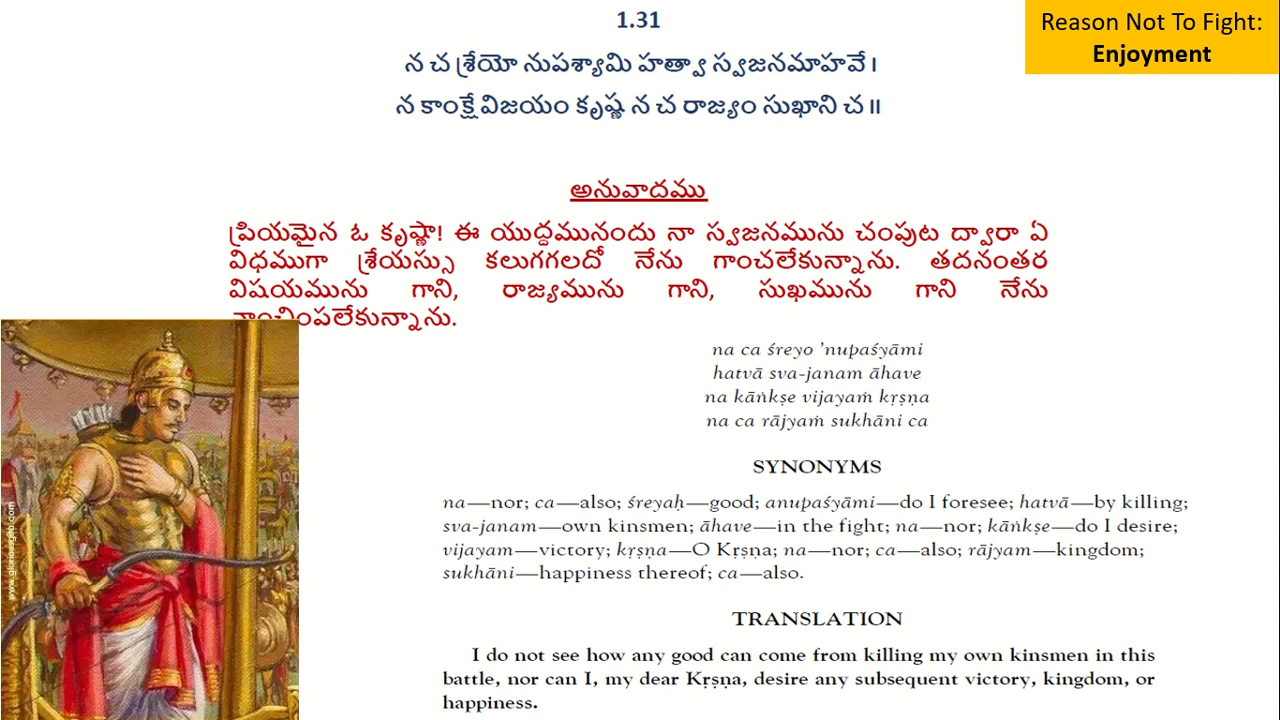 1.31
Reason Not To Fight:
Enjoyment
న చ శ్రేయో నుపశ్యామి హత్వా స్వజనమాహవే।
న కాంక్షే విజయం కృష్ణ న చ రాజ్యం సుఖాని చ॥
అనువాదము
ప్రియమైన ఓ కృష్ణా! ఈ యుద్ధమునందు నా స్వజనమును చంపుట ద్వారా ఏ
విధముగా శ్రేయస్సు కలుగగలదో నేను గాంచలేకున్నాను. తదనంతర
విషయమును గాని, రాజ్యమును గాని, సుఖమును గాని నేను
na ca śreyo ’nupaśyāmi
hatvā sva-janam āhave
na kāṅkṣe vijayaṁ kṛṣṇa
na ca rājyaṁ sukhāni ca
SYNONYMS
na—nor; ca—also; śreyaḥ—good; anupaśyāmi—do I foresee; hatvā—by killing;
sva-janam—own kinsmen; āhave—in the fight; na—nor; kāṅkṣe—do I desire;
vijayam—victory; kṛṣṇa—O Kṛṣṇa; na—nor; ca—also; rājyam—kingdom;
sukhāni—happiness thereof; ca—also.
TRANSLATION
I do not see how any good can come from killing my own kinsmen in this
battle, nor can I, my dear Kṛṣṇa, desire any subsequent victory, kingdom, or
happiness.